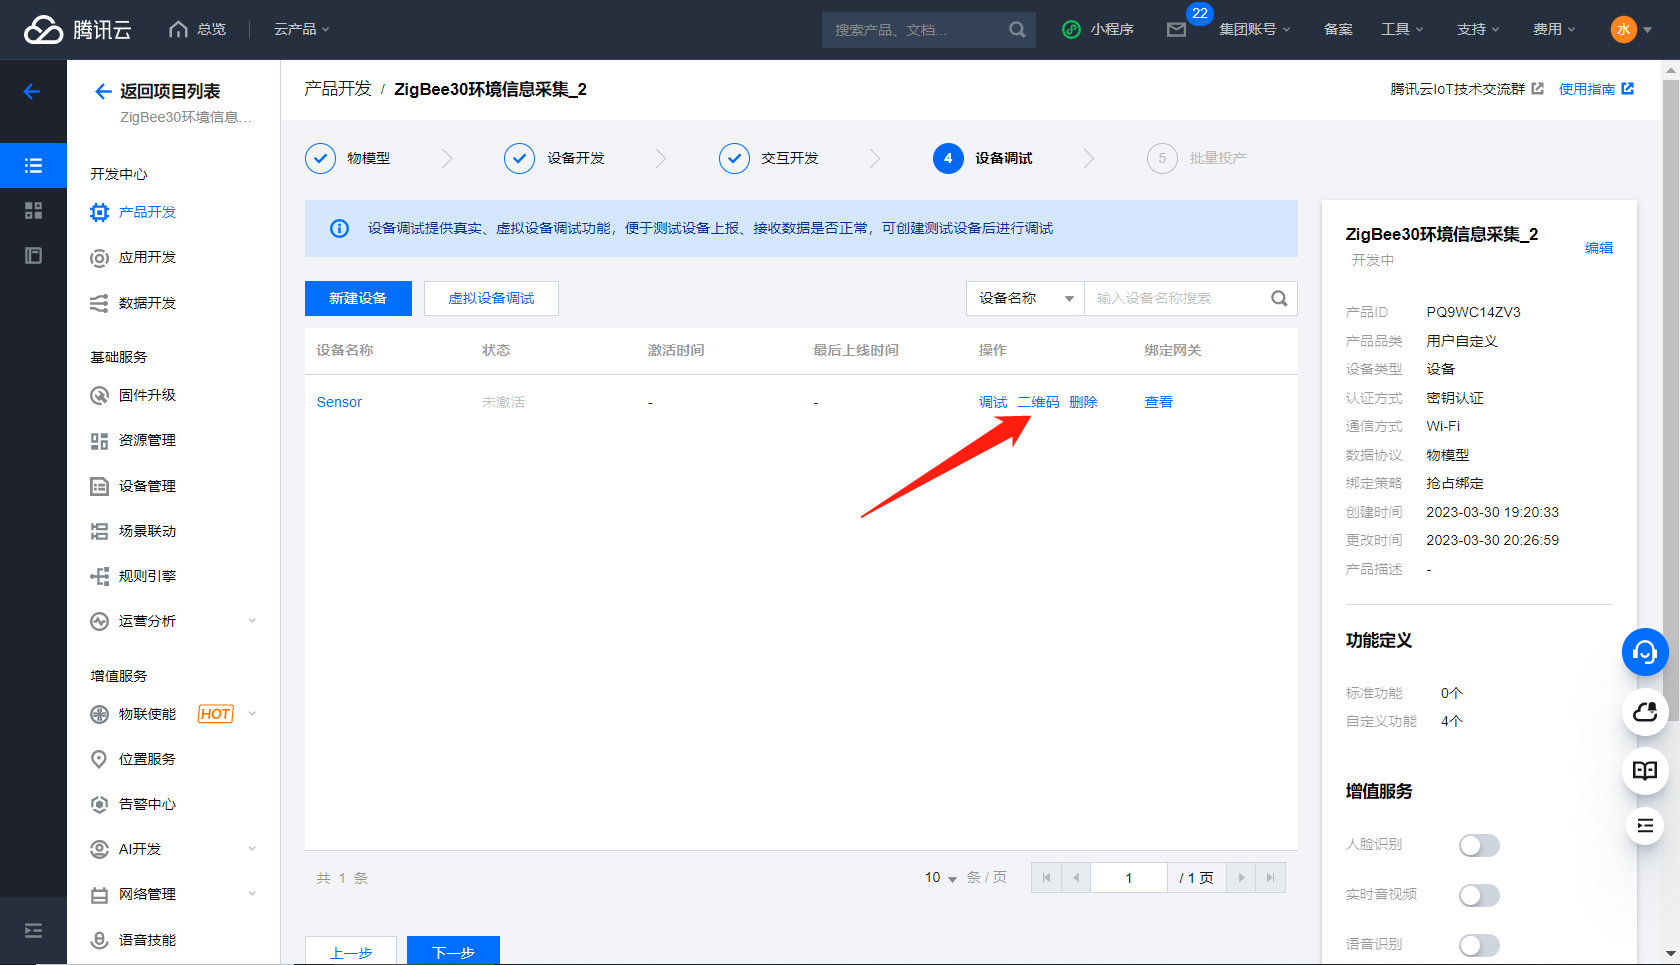 腾讯云
总览
云产品
搜索产品、文档...
小程序
22
集团账号
备案
工具
支持
费用
水
返回项目列表
ZigBee30环境信息...
开发中心
产品开发
应用开发
数据开发
基础服务
固件升级
资源管理
设备管理
场景联动
规则引擎
运营分析
增值服务
物联使能 HOT
位置服务
告警中心
AI开发
网络管理
语音技能
产品开发 / ZigBee30环境信息采集_2
腾讯云IoT技术交流群 使用指南
物模型
设备开发
交互开发
4 设备调试
5 批量投产
设备调试提供真实、虚拟设备调试功能，便于测试设备上报、接收数据是否正常，可创建测试设备后进行调试
新建设备 虚拟设备调试
设备名称 输入设备名称搜索
设备名称 状态 激活时间 最后上线时间 操作 绑定网关
Sensor 未激活 - - 调试 二维码 删除 查看
共 1 条
10 条 / 页 1 / 1 页
上一步 下一步
ZigBee30环境信息采集_2
开发中
编辑
产品ID PQ9WC14ZV3
产品品类 用户自定义
设备类型 设备
认证方式 密钥认证
通信方式 Wi-Fi
数据协议 物模型
绑定策略 抢占绑定
创建时间 2023-03-30 19:20:33
更改时间 2023-03-30 20:26:59
产品描述 -
功能定义
标准功能 0个
自定义功能 4个
增值服务
人脸识别
实时音视频
语音识别